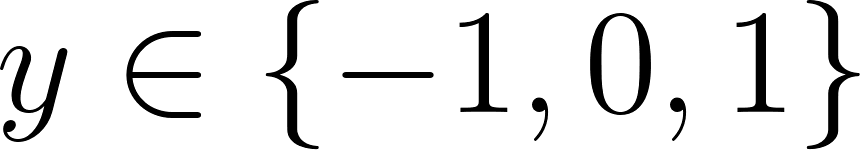 y ∈ {−1, 0, 1}